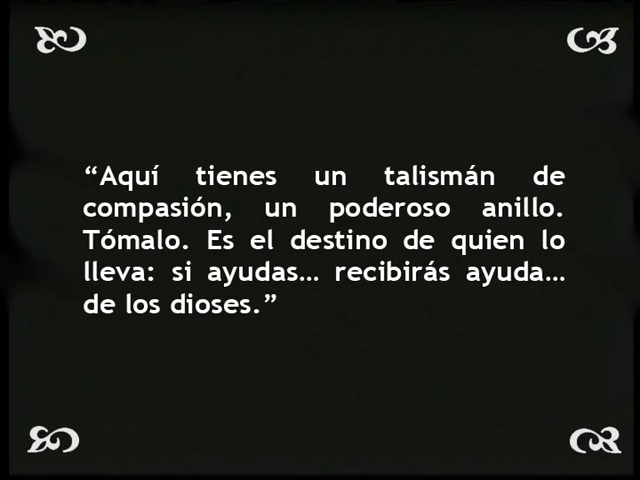 “Aquí tienes un talismán de
compasión, un poderoso anillo.
Tómalo. Es el destino de quien lo
lleva: si ayudas… recibirás ayuda…
de los dioses.”